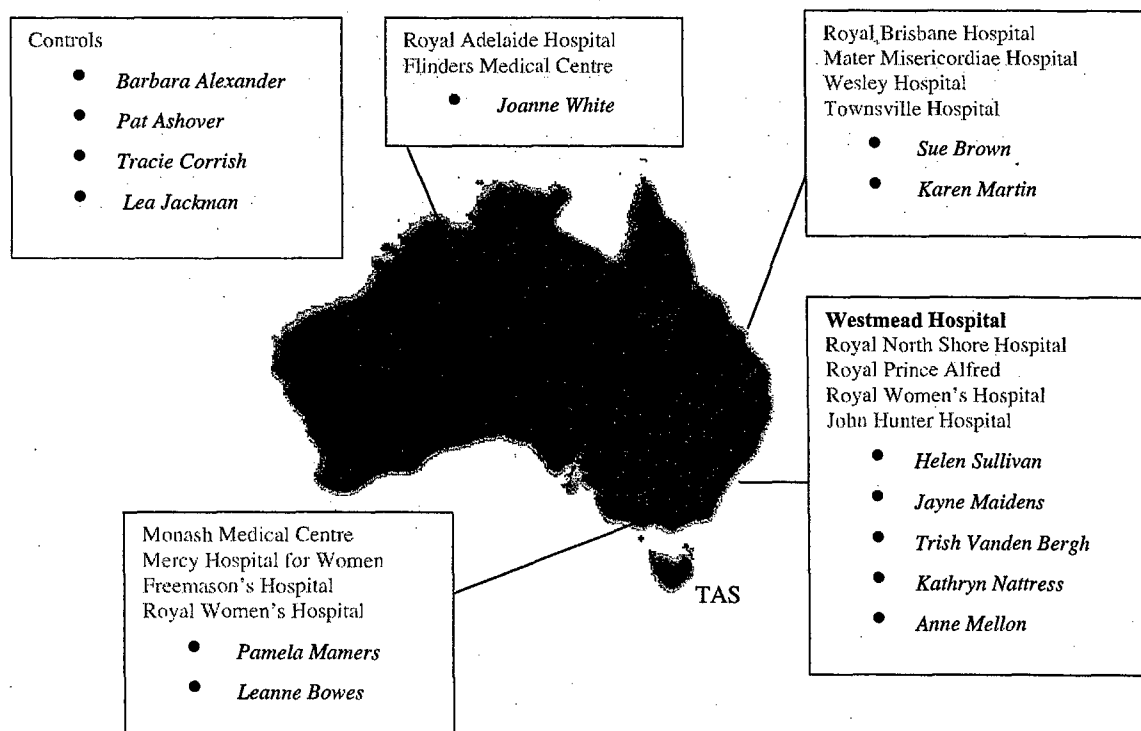 Controls
Barbara Alexander
Pat Ashover
Tracie Corrish
Lea Jackman
Royal Adelaide Hospital
Flinders Medical Centre
Joanne White
Royal Brisbane Hospital
Mater Misericordiae Hospital
Wesley Hospital
Townsville Hospital
Sue Brown
Karen Martin
Westmead Hospital
Royal North Shore Hospital
Royal Prince Alfred
Royal Women's Hospital
John Hunter Hospital
Helen Sullivan
Jayne Maidens
Trish Vanden Bergh
Kathryn Nattress
Anne Mellon
Monash Medical Centre
Mercy Hospital for Women
Freemason's Hospital
Royal Women's Hospital
Pamela Mamers
Leanne Bowes
TAS